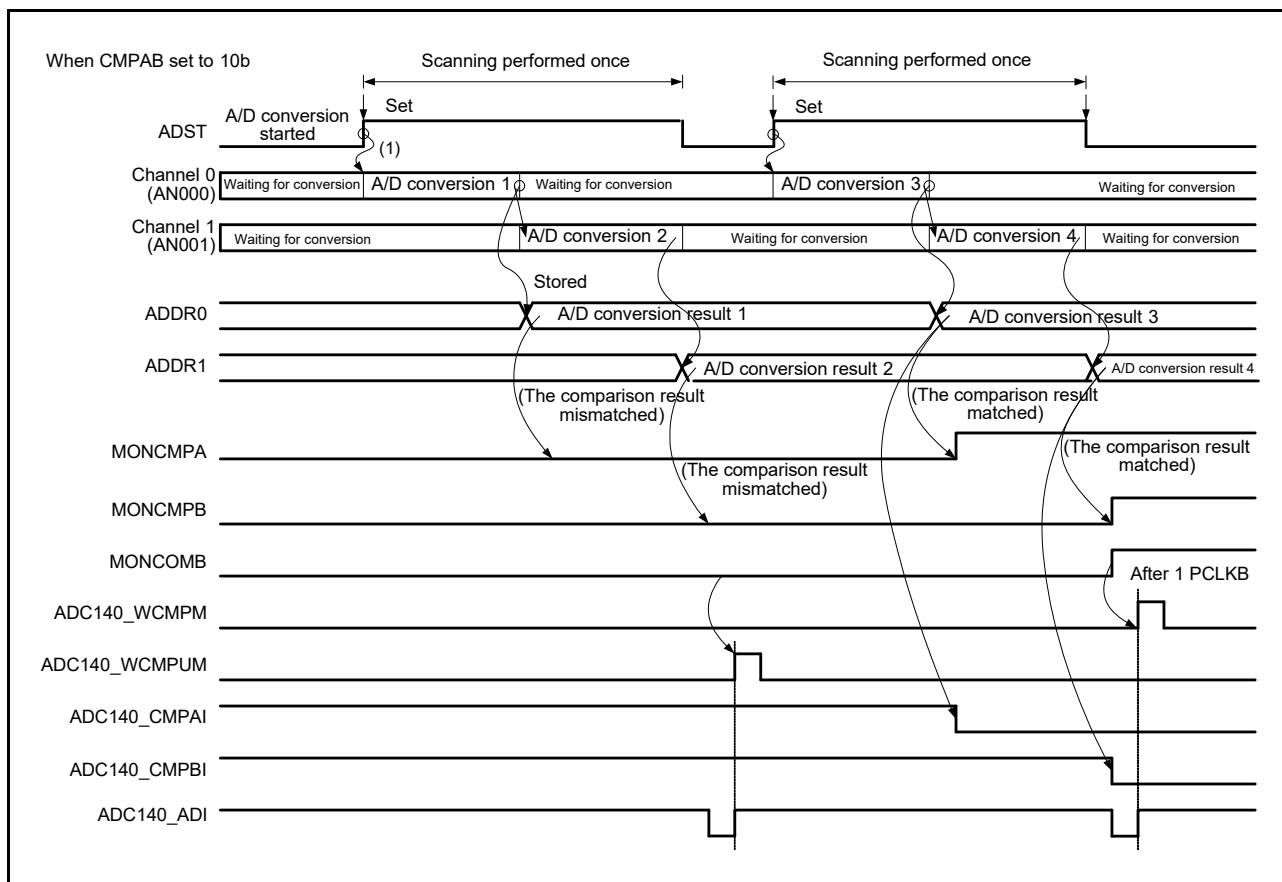 When CMPAB set to 10b
Scanning performed once
Scanning performed once
A/D conversion
started
Set
Set
ADST
(1)
Channel 0
(AN000)
Waiting for conversion
A/D conversion 1
Waiting for conversion
A/D conversion 3
Waiting for conversion
Channel 1
(AN001)
Waiting for conversion
A/D conversion 2
Waiting for conversion
A/D conversion 4
Waiting for conversion
Stored
ADDR0
A/D conversion result 1
A/D conversion result 3
ADDR1
A/D conversion result 2
A/D conversion result 4
(The comparison result
mismatched)
(The comparison result
matched)
MONCMPA
(The comparison result
mismatched)
(The comparison result
matched)
MONCMPB
MONCOMB
After 1 PCLKB
ADC140_WCMPM
ADC140_WCMPUM
ADC140_CMPAI
ADC140_CMPBI
ADC140_ADI